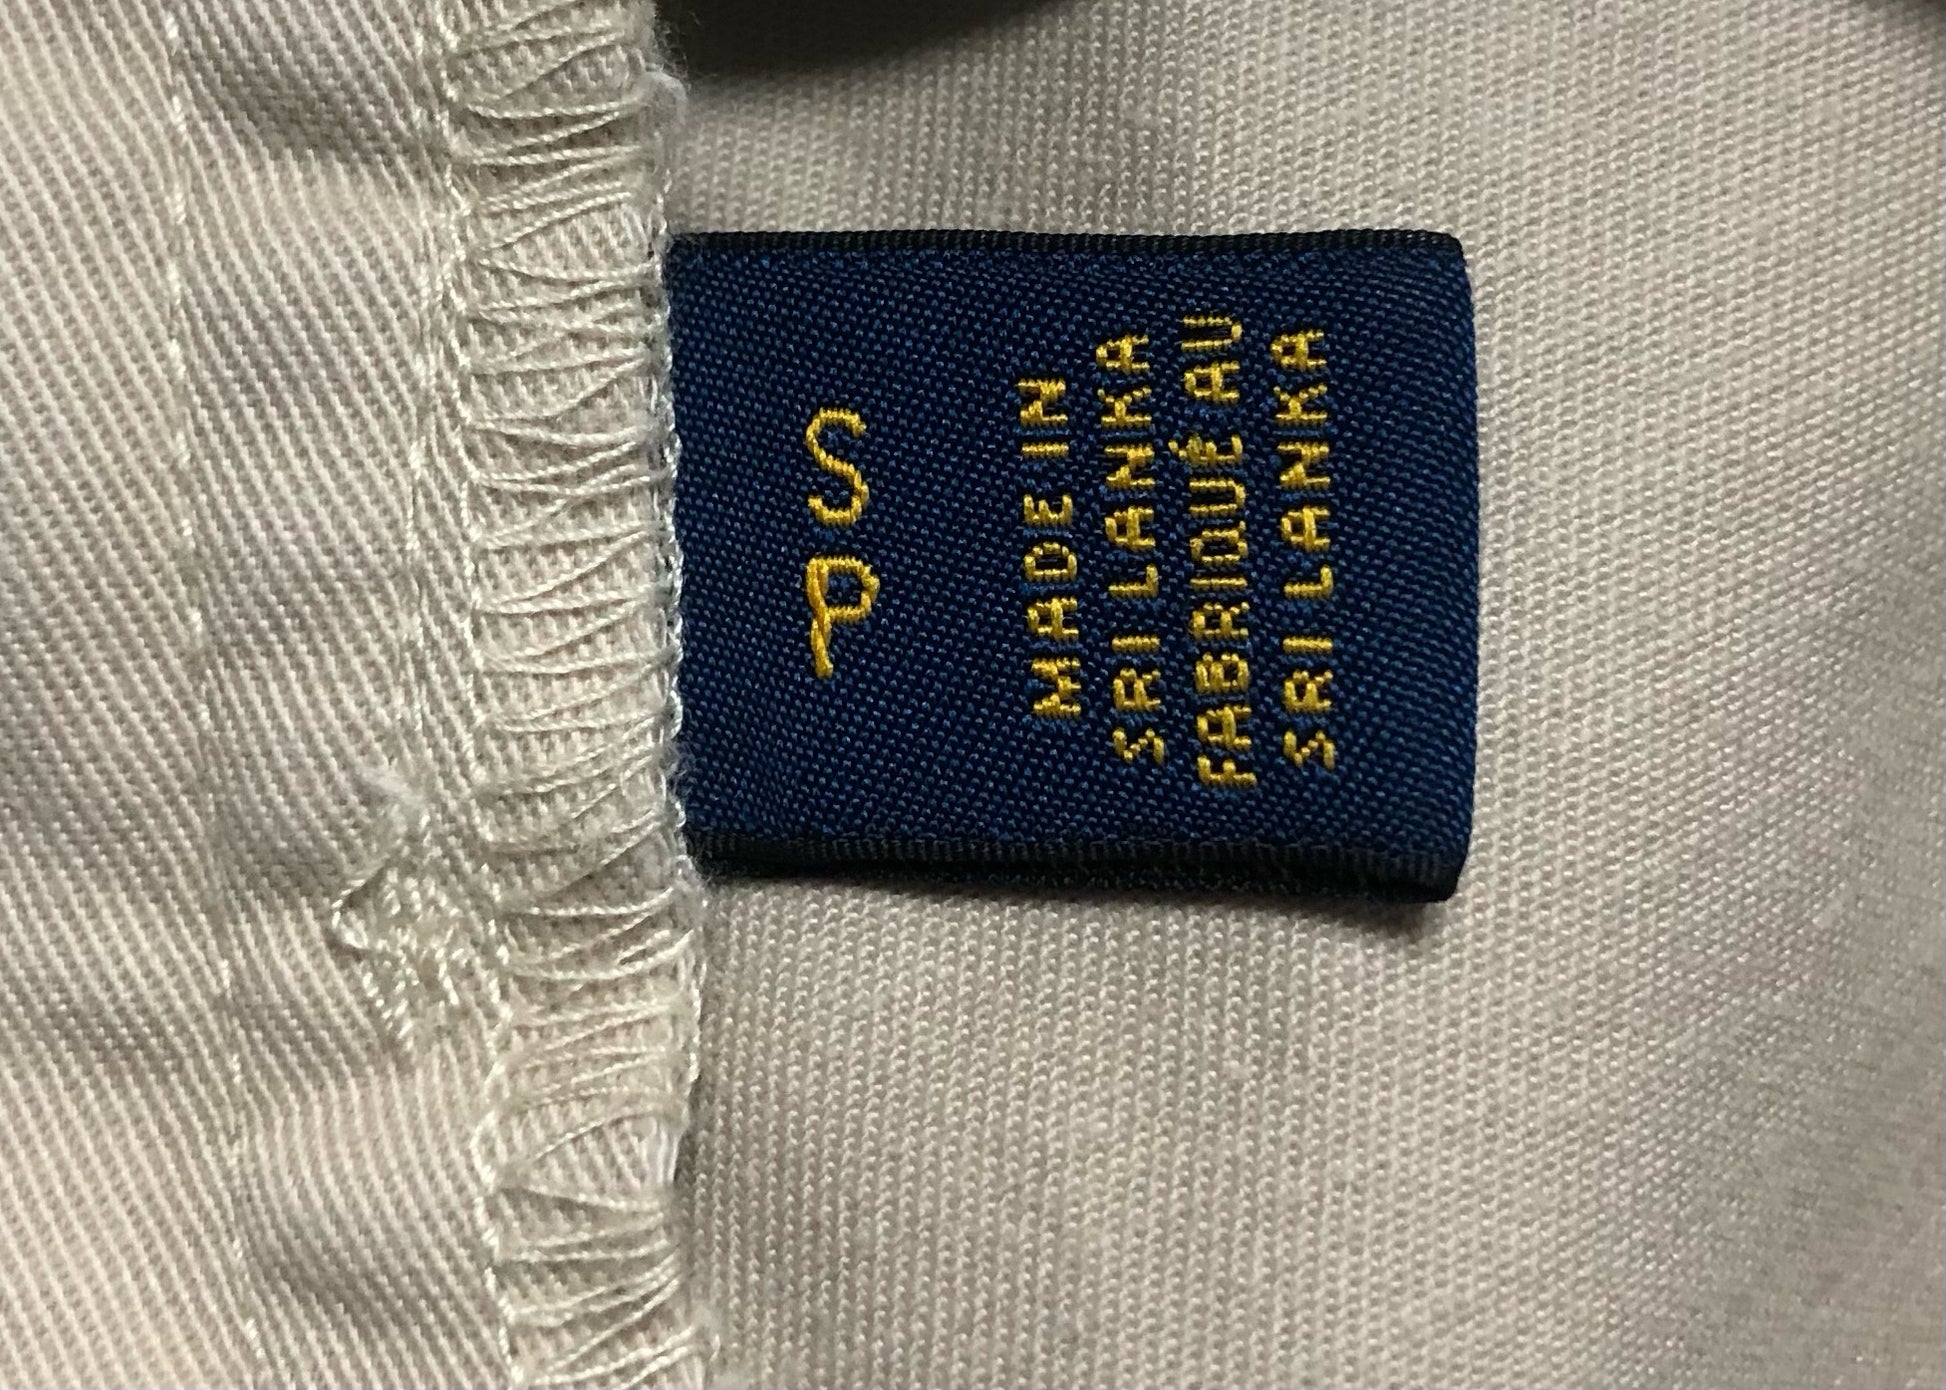 S
P
MADE IN
SRI LANKA
FABRIQUÉ AU
SRI LANKA